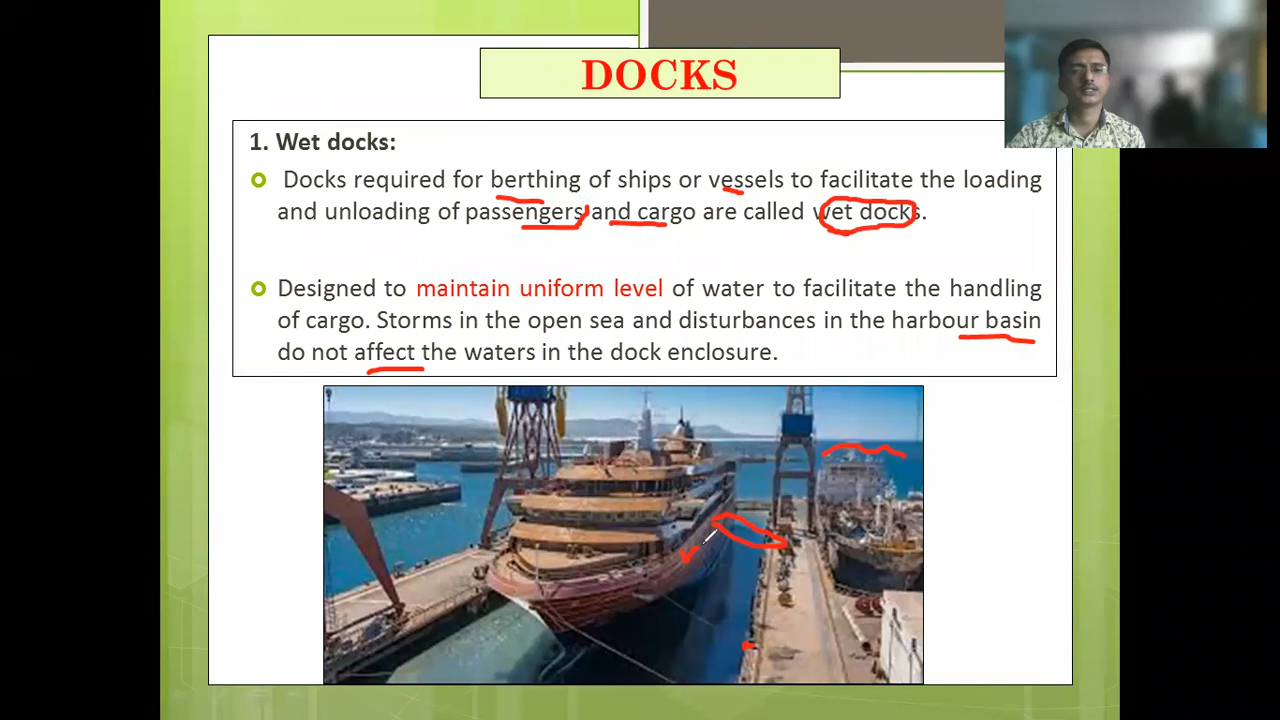 DOCKS
1. Wet docks:
Docks required for berthing of ships or vessels to facilitate the loading
and unloading of passengers and cargo are called wet docks.
Designed to maintain uniform level of water to facilitate the handling
of cargo. Storms in the open sea and disturbances in the harbour basin
do not affect the waters in the dock enclosure.